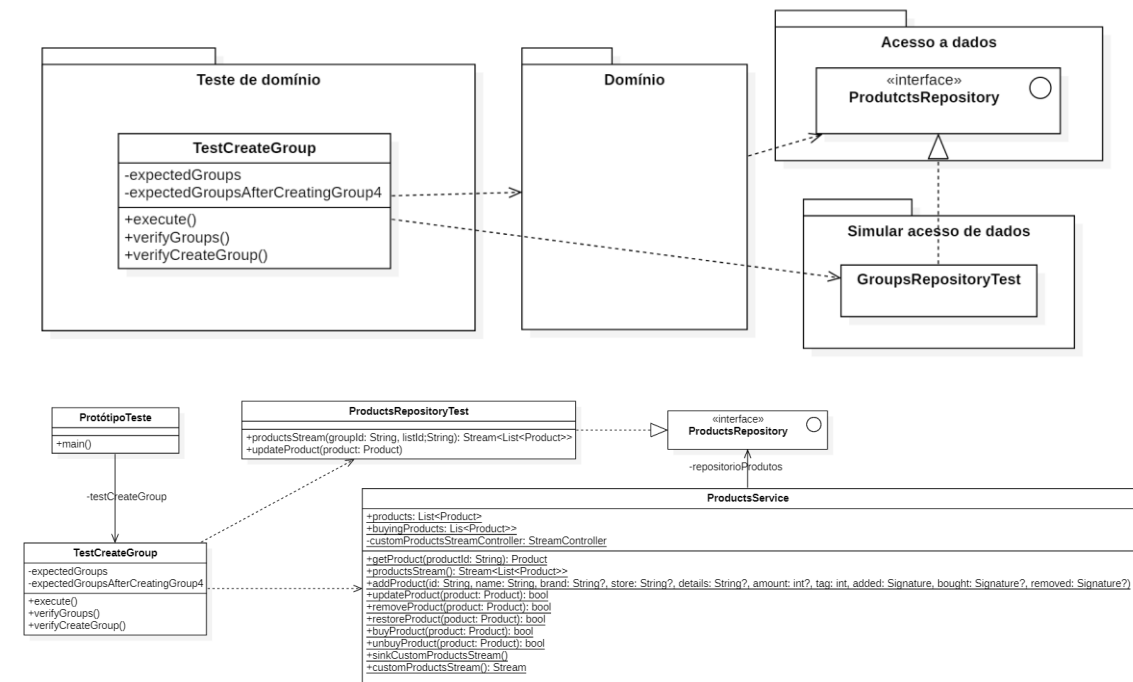 Teste de domínio
TestCreateGroup
-expectedGroups
-expectedGroupsAfterCreatingGroup4
+execute()
+verifyGroups()
+verifyCreateGroup()
Domínio
Acesso a dados
«interface»
ProdutctsRepository
Simular acesso de dados
GroupsRepositoryTest
ProtótipoTeste
+main()
-testCreateGroup
TestCreateGroup
-expectedGroups
-expectedGroupsAfterCreatingGroup4
+execute()
+verifyGroups()
+verifyCreateGroup()
ProductsRepositoryTest
+productsStream(groupId: String, listId;String): Stream<List<Product>>
+updateProduct(product: Product)
«interface»
ProductsRepository
-repositorioProdutos
ProductsService
+products: List<Product>
+buyingProducts: Lis<Product>>
-customProductsStreamController: StreamController
+getProduct(productId: String): Product
+productsStream(): Stream<List<Product>>
+addProduct(id: String, name: String, brand: String?, store: String?, details: String?, amount: int?, tag: int, added: Signature, bought: Signature?, removed: Signature?)
+updateProduct(product: Product): bool
+removeProduct(product: Product): bool
+restoreProduct(poduct: Product): bool
+buyProduct(product: Product): bool
+unbuyProduct(product: Product): bool
+sinkCustomProductsStream()
+customProductsStream(): Stream